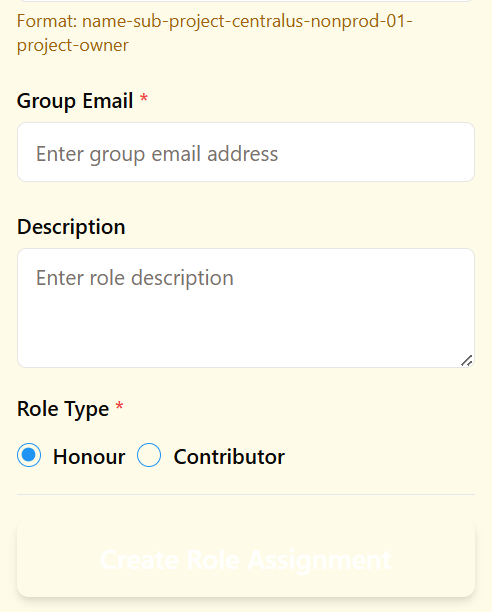 Format: name-sub-project-centralus-nonprod-01-
project-owner
Group Email *
Enter group email address
Description
Enter role description
Role Type *
Honour Contributor
Create Role Assignment